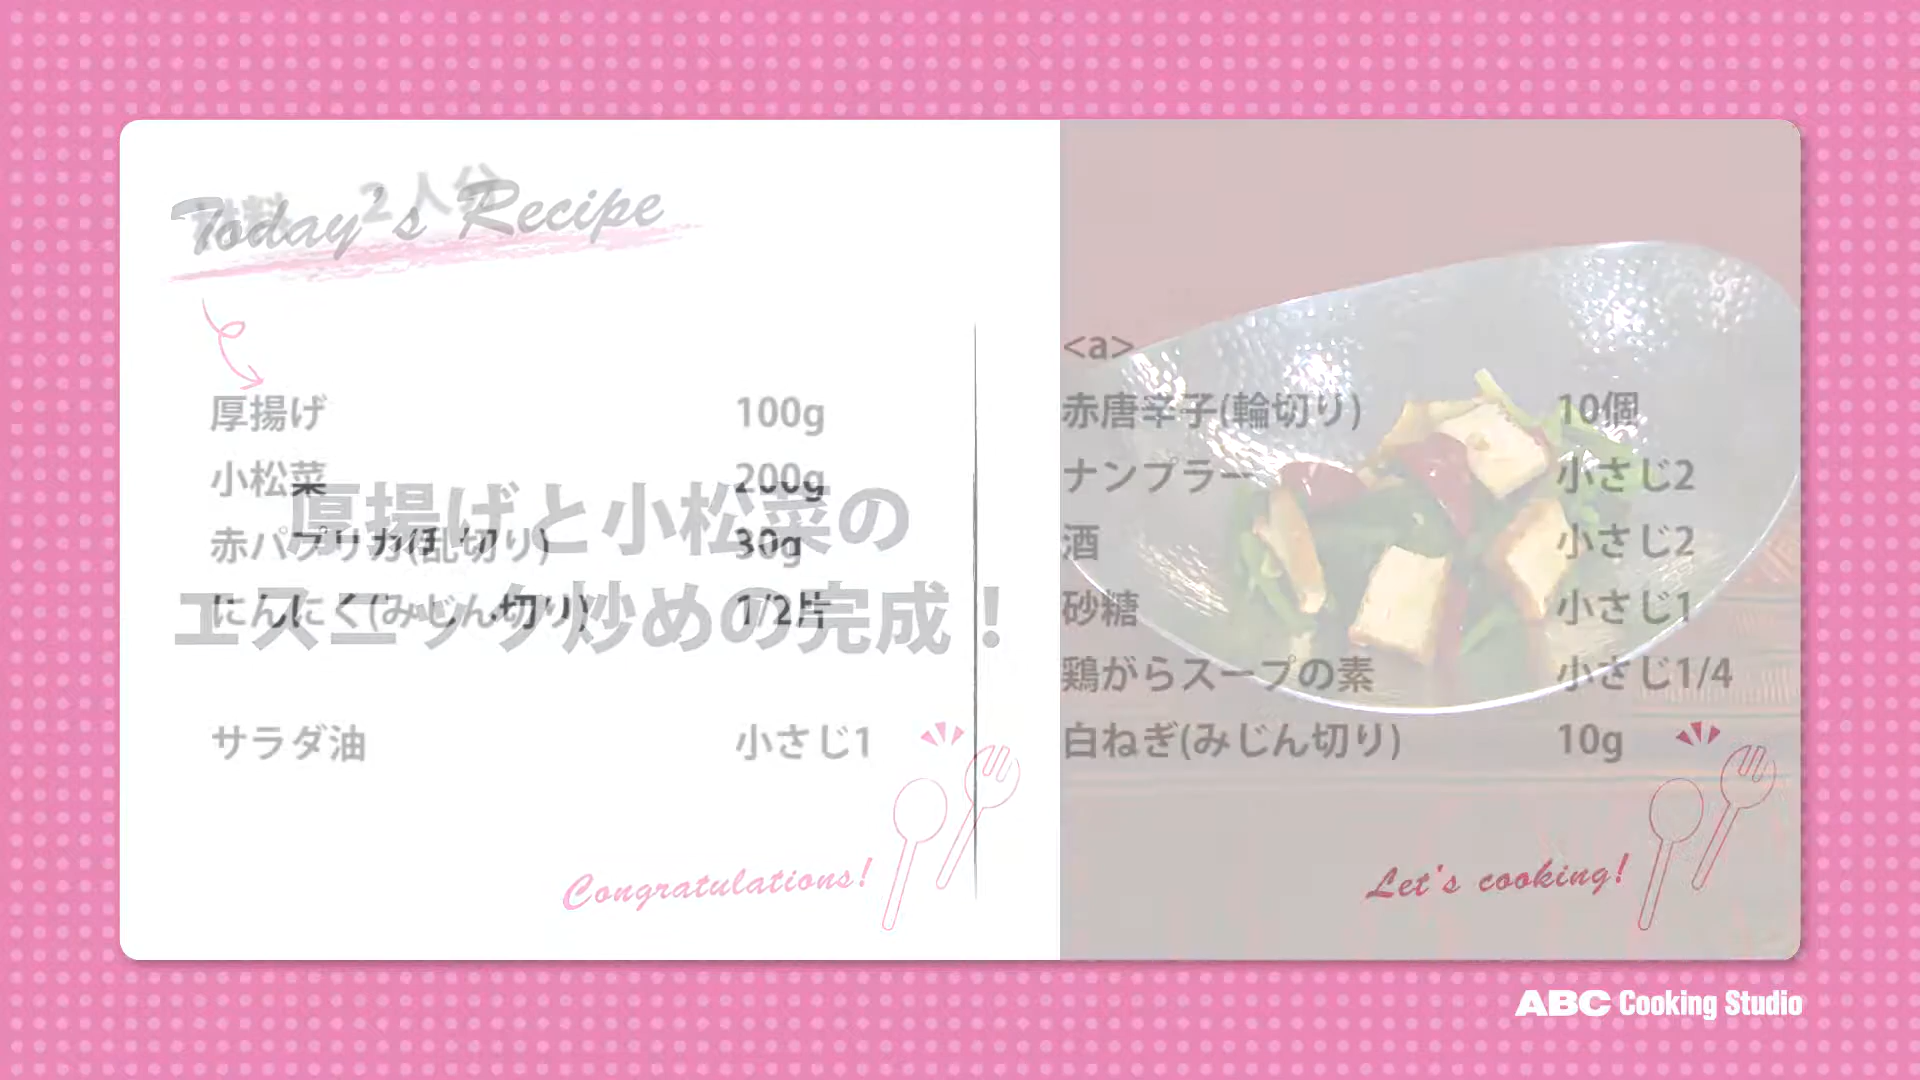 Today's Recipe
材料 2人分
厚揚げ 100g
小松菜 200g
赤パプリカ(乱切り) 30g
にんにく(みじん切り) 1/2片
サラダ油 小さじ1
厚揚げと小松菜の
エスニック炒めの完成！
Congratulations!
<a>
赤唐辛子(輪切り) 10個
ナンプラー 小さじ2
酒 小さじ2
砂糖 小さじ1
鶏がらスープの素 小さじ1/4
白ねぎ(みじん切り) 10g
Let's cooking!
ABC Cooking Studio